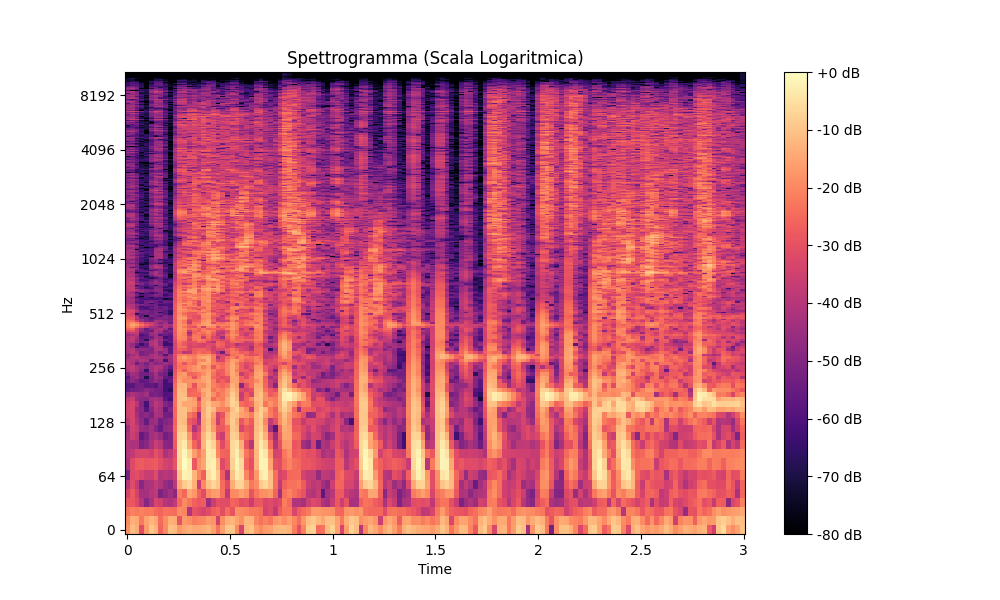 Spettrogramma (Scala Logaritmica)
Hz
8192
4096
2048
1024
512
256
128
64
0
0
0.5
1
1.5
2
2.5
3
Time
+0 dB
-10 dB
-20 dB
-30 dB
-40 dB
-50 dB
-60 dB
-70 dB
-80 dB